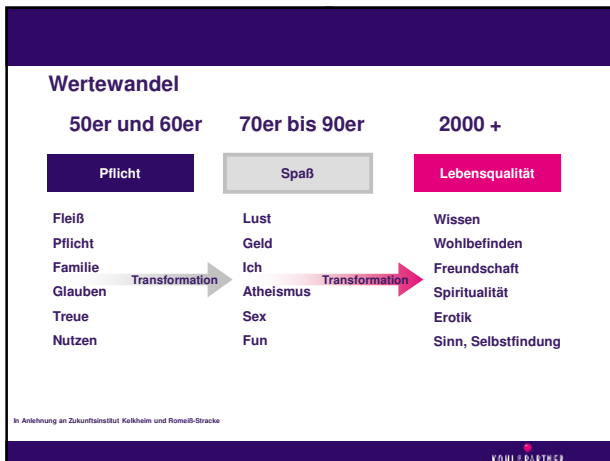 Wertewandel
50er und 60er 70er bis 90er 2000 +
Pflicht Spaß Lebensqualität
Fleiß Lust Wissen
Pflicht Geld Wohlbefinden
Familie Ich Freundschaft
Transformation Transformation
Glauben Atheismus Spiritualität
Treue Sex Erotik
Nutzen Fun Sinn, Selbstfindung
In Anlehnung an Zukunftsinstitut Kelkheim und Romeiß-Stracke
KOHL PARTNER